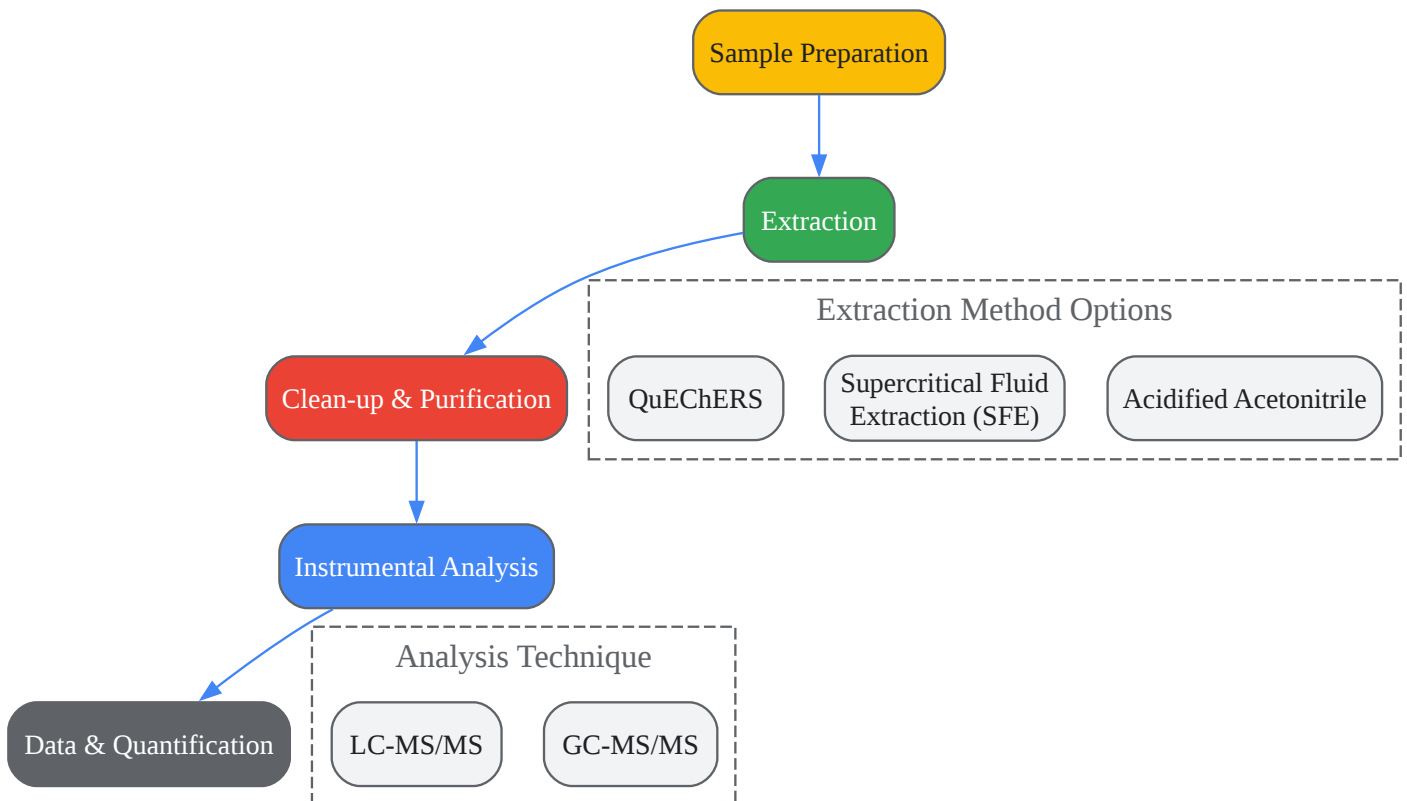 Sample Preparation
Extraction
Extraction Method Options
Clean-up & Purification
QuEChERS
Supercritical Fluid
Extraction (SFE)
Acidified Acetonitrile
Instrumental Analysis
Analysis Technique
Data & Quantification
LC-MS/MS
GC-MS/MS